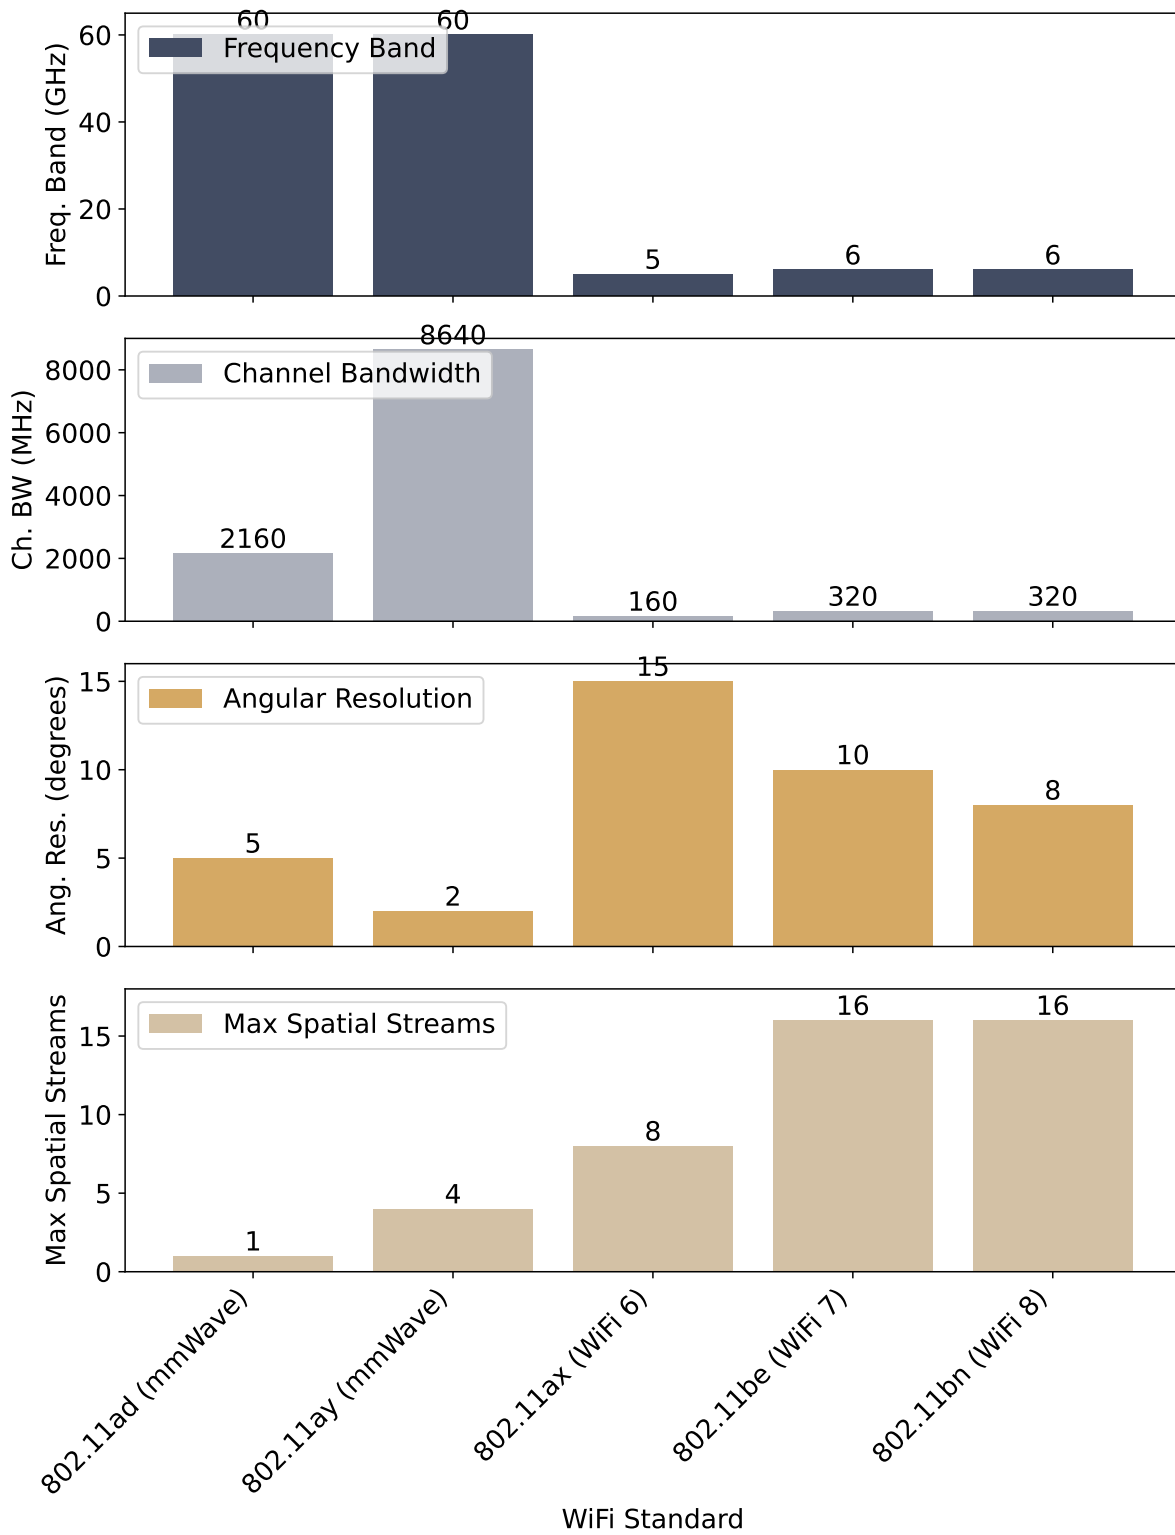 60 60
60
Frequency Band
40
20
0
Freq. Band (GHz)
5
6
6
8640
8000
Channel Bandwidth
6000
4000
2000
0
Ch. BW (MHz)
2160
160
320
320
15
15
Angular Resolution
10
5
0
Ang. Res. (degrees)
5
2
10
8
Max Spatial Streams
15
10
5
0
Max Spatial Streams
1
4
8
16
16
802.11ad (mmWave)
802.11ay (mmWave)
802.11ax (WiFi 6)
802.11be (WiFi 7)
802.11bn (WiFi 8)
WiFi Standard